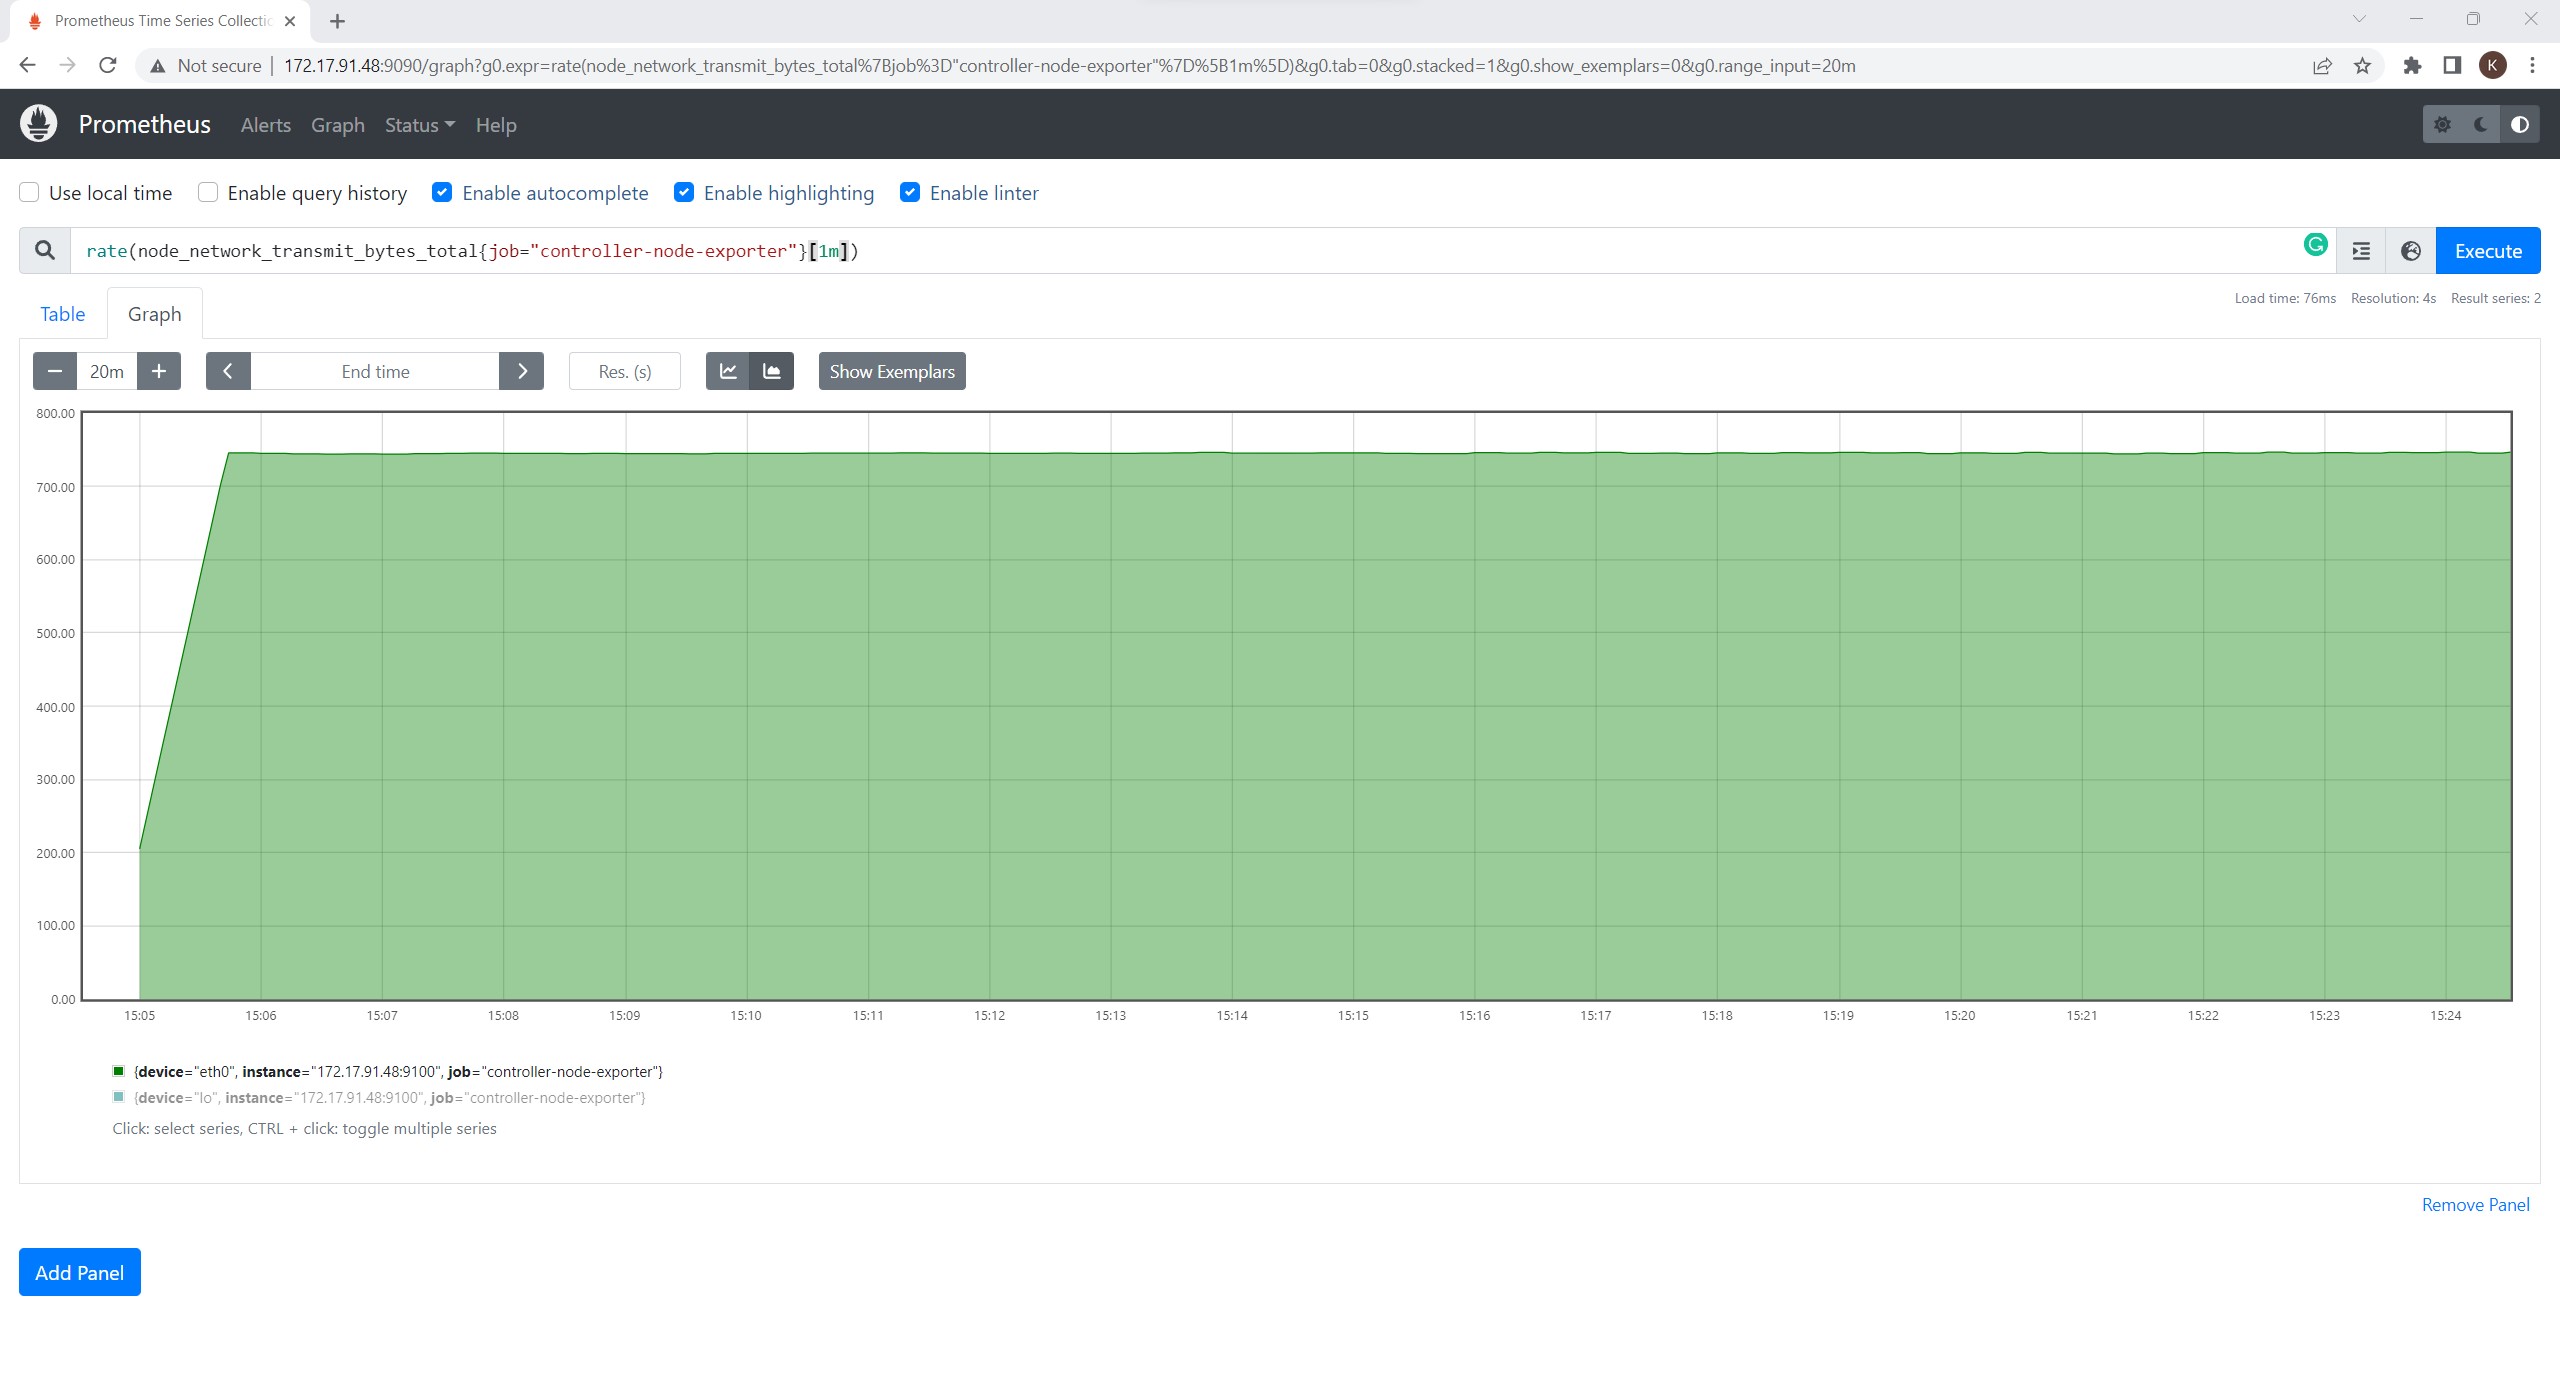 Prometheus Time Series Collectic
Not secure | 172.17.91.48:9090/graph?g0.expr=rate(node_network_transmit_bytes_total%7Bjob%3D"controller-node-exporter"%7D%5B1m%5D)&g0.tab=0&g0.stacked=1&g0.show_exemplars=0&g0.range_input=20m
K
Prometheus Alerts Graph Status Help
Use local time Enable query history Enable autocomplete Enable highlighting Enable linter
rate(node_network_transmit_bytes_total{job="controller-node-exporter"}[1m])
Execute
Load time: 76ms Resolution: 4s Result series: 2
Table Graph
20m End time Res. (s) Show Exemplars
800.00
700.00
600.00
500.00
400.00
300.00
200.00
100.00
0.00
15:05 15:06 15:07 15:08 15:09 15:10 15:11 15:12 15:13 15:14 15:15 15:16 15:17 15:18 15:19 15:20 15:21 15:22 15:23 15:24
{device="eth0", instance="172.17.91.48:9100", job="controller-node-exporter"}
{device="lo", instance="172.17.91.48:9100", job="controller-node-exporter"}
Click: select series, CTRL + click: toggle multiple series
Remove Panel
Add Panel